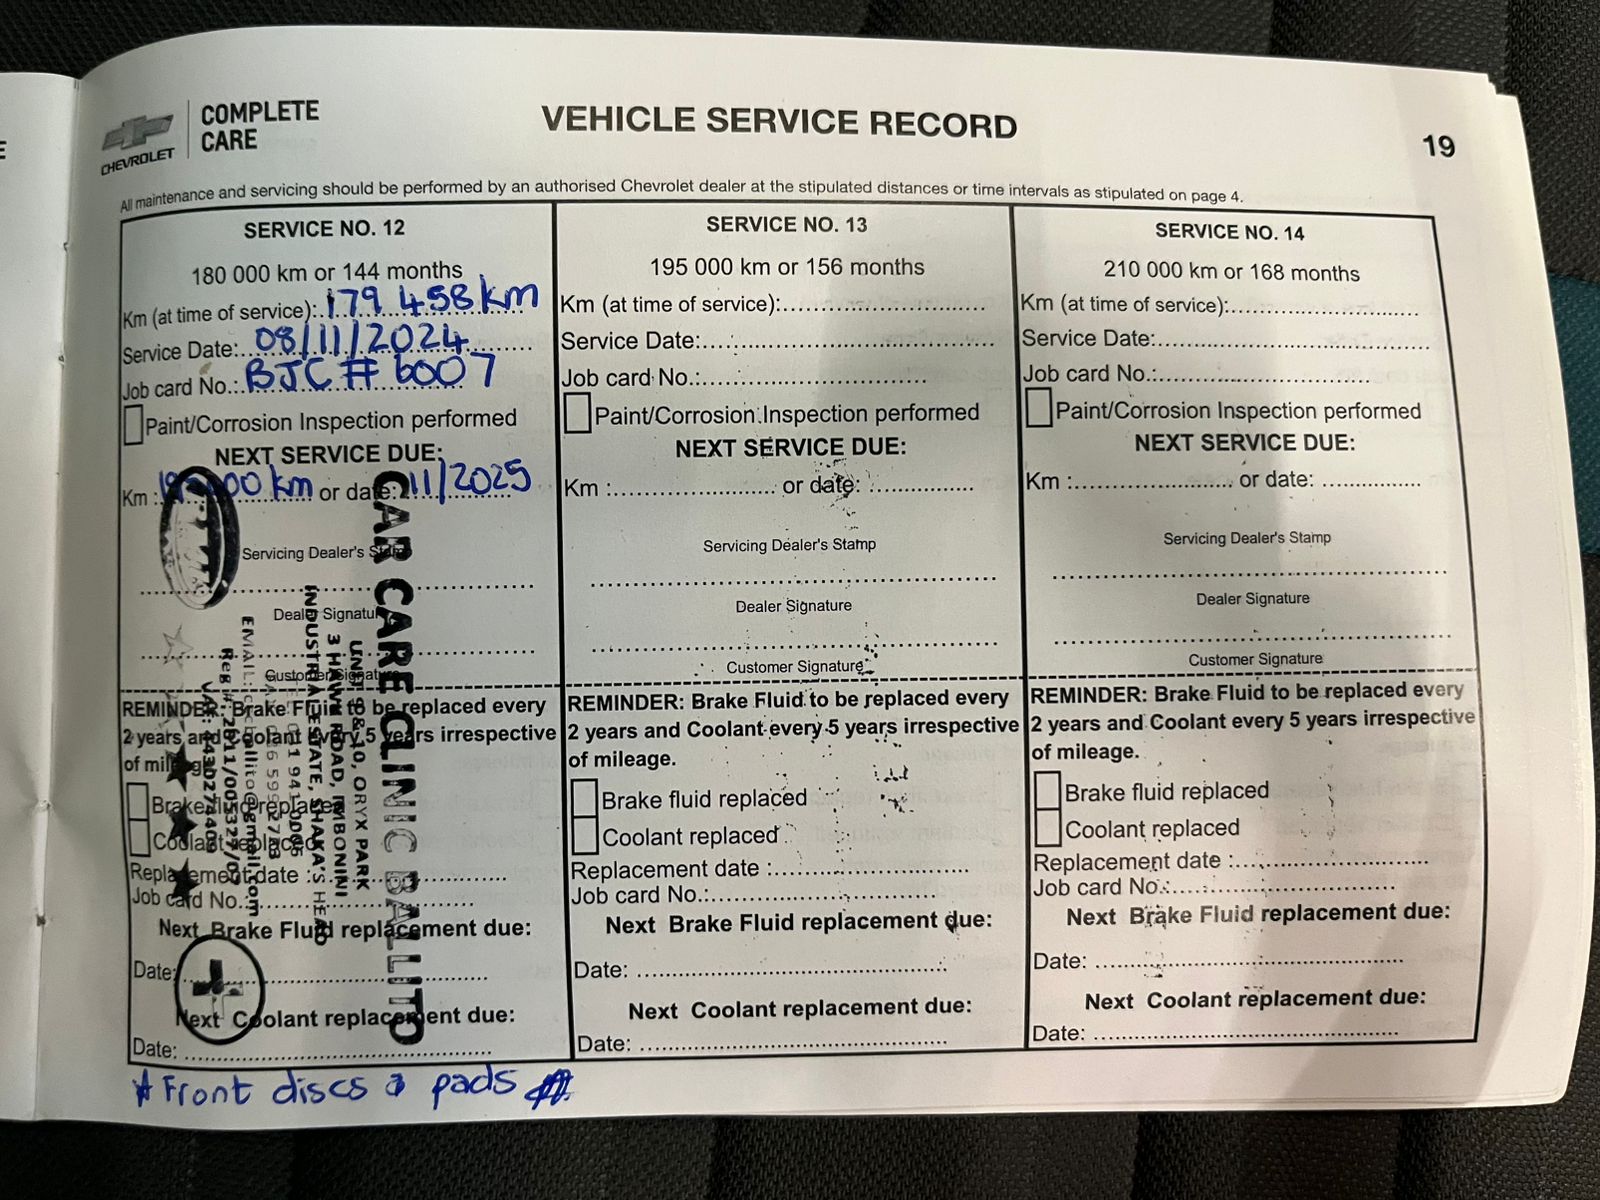 CHEVROLET
COMPLETE
CARE
VEHICLE SERVICE RECORD
19
All maintenance and servicing should be performed by an authorised Chevrolet dealer at the stipulated distances or time intervals as stipulated on page 4.
SERVICE NO. 12
180 000 km or 144 months
Km (at time of service): 179 458 km
Service Date: 08/11/2024
Job card No.: BJC # 6007
Paint/Corrosion Inspection performed
NEXT SERVICE DUE:
Km : km or date: 11/2025
Servicing Dealer's Stamp
Dealer Signature
Customer Signature
REMINDER: Brake Fluid to be replaced every
2 years and Coolant every 5 years irrespective
of mileage.
Brake fluid replaced
Coolant replaced
Replacement date :
Job card No.:
Next Brake Fluid replacement due:
Date:
Next Coolant replacement due:
Date:
CAR CARE CLINIC BALLITO
UNIT 9 & 10, ORYX PARK
3 HAWK ROAD, IMBONINI
INDUSTRIAL ESTATE, SHAKA'S HEAD
EMAIL:
Front discs & pads
SERVICE NO. 13
195 000 km or 156 months
Km (at time of service):
Service Date:
Job card No.:
Paint/Corrosion Inspection performed
NEXT SERVICE DUE:
Km : or date:
Servicing Dealer's Stamp
Dealer Signature
Customer Signature
REMINDER: Brake Fluid to be replaced every
2 years and Coolant every 5 years irrespective
of mileage.
Brake fluid replaced
Coolant replaced
Replacement date :
Job card No.:
Next Brake Fluid replacement due:
Date:
Next Coolant replacement due:
Date:
SERVICE NO. 14
210 000 km or 168 months
Km (at time of service):
Service Date:
Job card No.:
Paint/Corrosion Inspection performed
NEXT SERVICE DUE:
Km : or date:
Servicing Dealer's Stamp
Dealer Signature
Customer Signature
REMINDER: Brake Fluid to be replaced every
2 years and Coolant every 5 years irrespective
of mileage.
Brake fluid replaced
Coolant replaced
Replacement date :
Job card No.:
Next Brake Fluid replacement due:
Date:
Next Coolant replacement due:
Date: